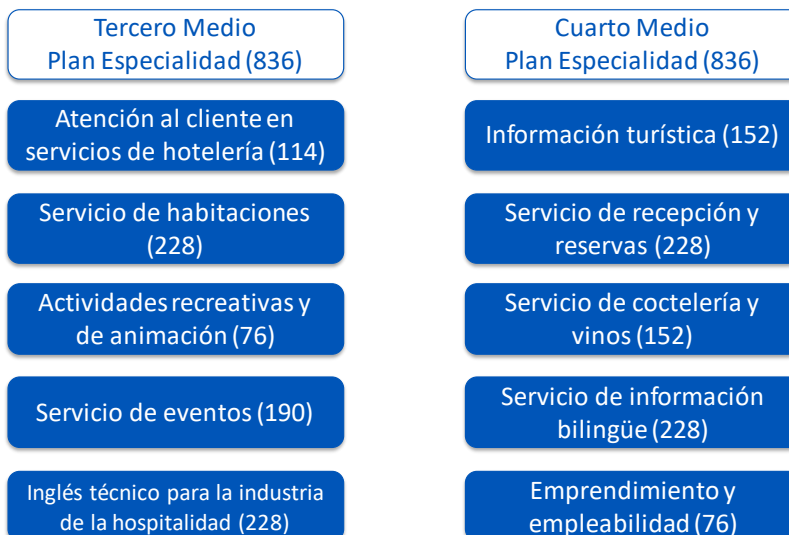 Tercero Medio
Plan Especialidad (836)
Atención al cliente en
servicios de hotelería (114)
Servicio de habitaciones
(228)
Actividades recreativas y
de animación (76)
Servicio de eventos (190)
Inglés técnico para la industria
de la hospitalidad (228)
Cuarto Medio
Plan Especialidad (836)
Información turística (152)
Servicio de recepción y
reservas (228)
Servicio de coctelería y
vinos (152)
Servicio de información
bilingüe (228)
Emprendimiento y
empleabilidad (76)